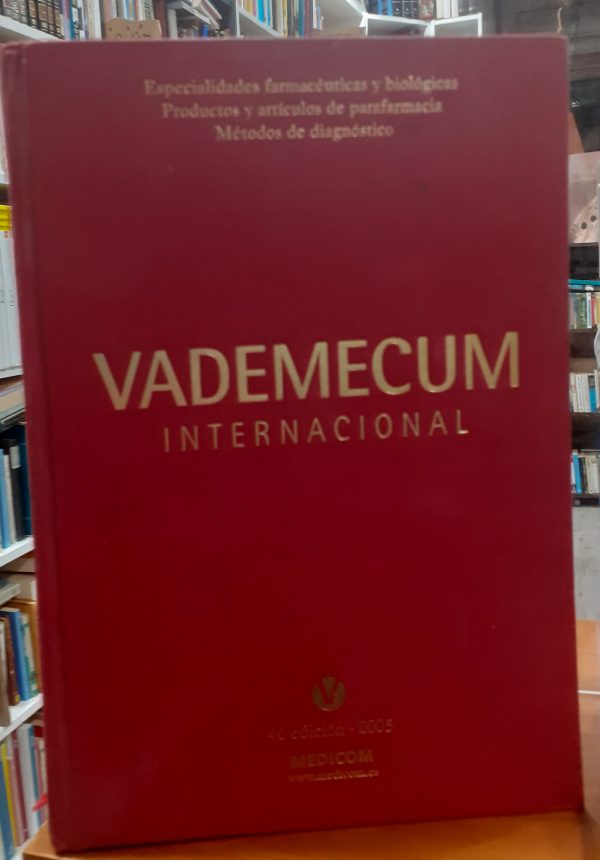 Especialidades farmacéuticas y biológicas
Productos y artículos de parafarmacia
Métodos de diagnóstico
VADEMECUM
INTERNACIONAL
V
46 edición · 2005
MEDICOM
www.medicom.es